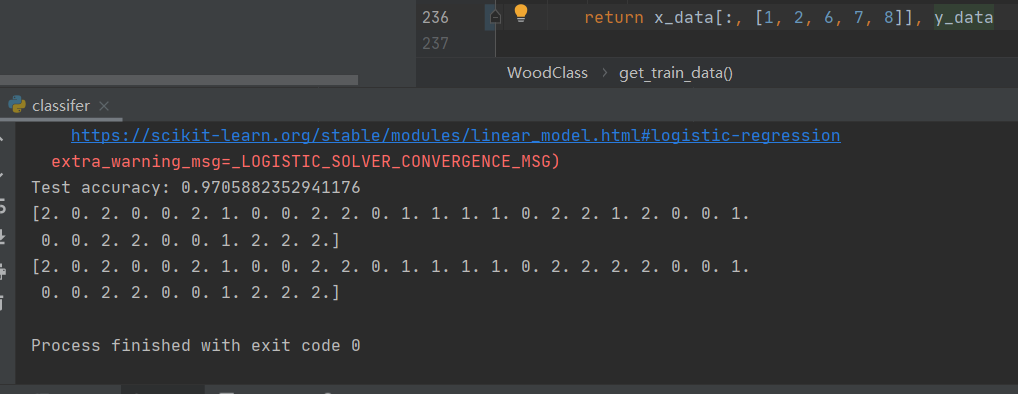 236 return x_data[:, [1, 2, 6, 7, 8]], y_data
237
WoodClass > get_train_data()
classifer ×
https://scikit-learn.org/stable/modules/linear_model.html#logistic-regression
extra_warning_msg=_LOGISTIC_SOLVER_CONVERGENCE_MSG)
Test accuracy: 0.9705882352941176
[2. 0. 2. 0. 0. 2. 1. 0. 0. 2. 2. 0. 1. 1. 1. 1. 0. 2. 2. 1. 2. 0. 0. 1.
0. 0. 2. 2. 0. 0. 1. 2. 2. 2.]
[2. 0. 2. 0. 0. 2. 1. 0. 0. 2. 2. 0. 1. 1. 1. 1. 0. 2. 2. 2. 2. 0. 0. 1.
0. 0. 2. 2. 0. 0. 1. 2. 2. 2.]
Process finished with exit code 0